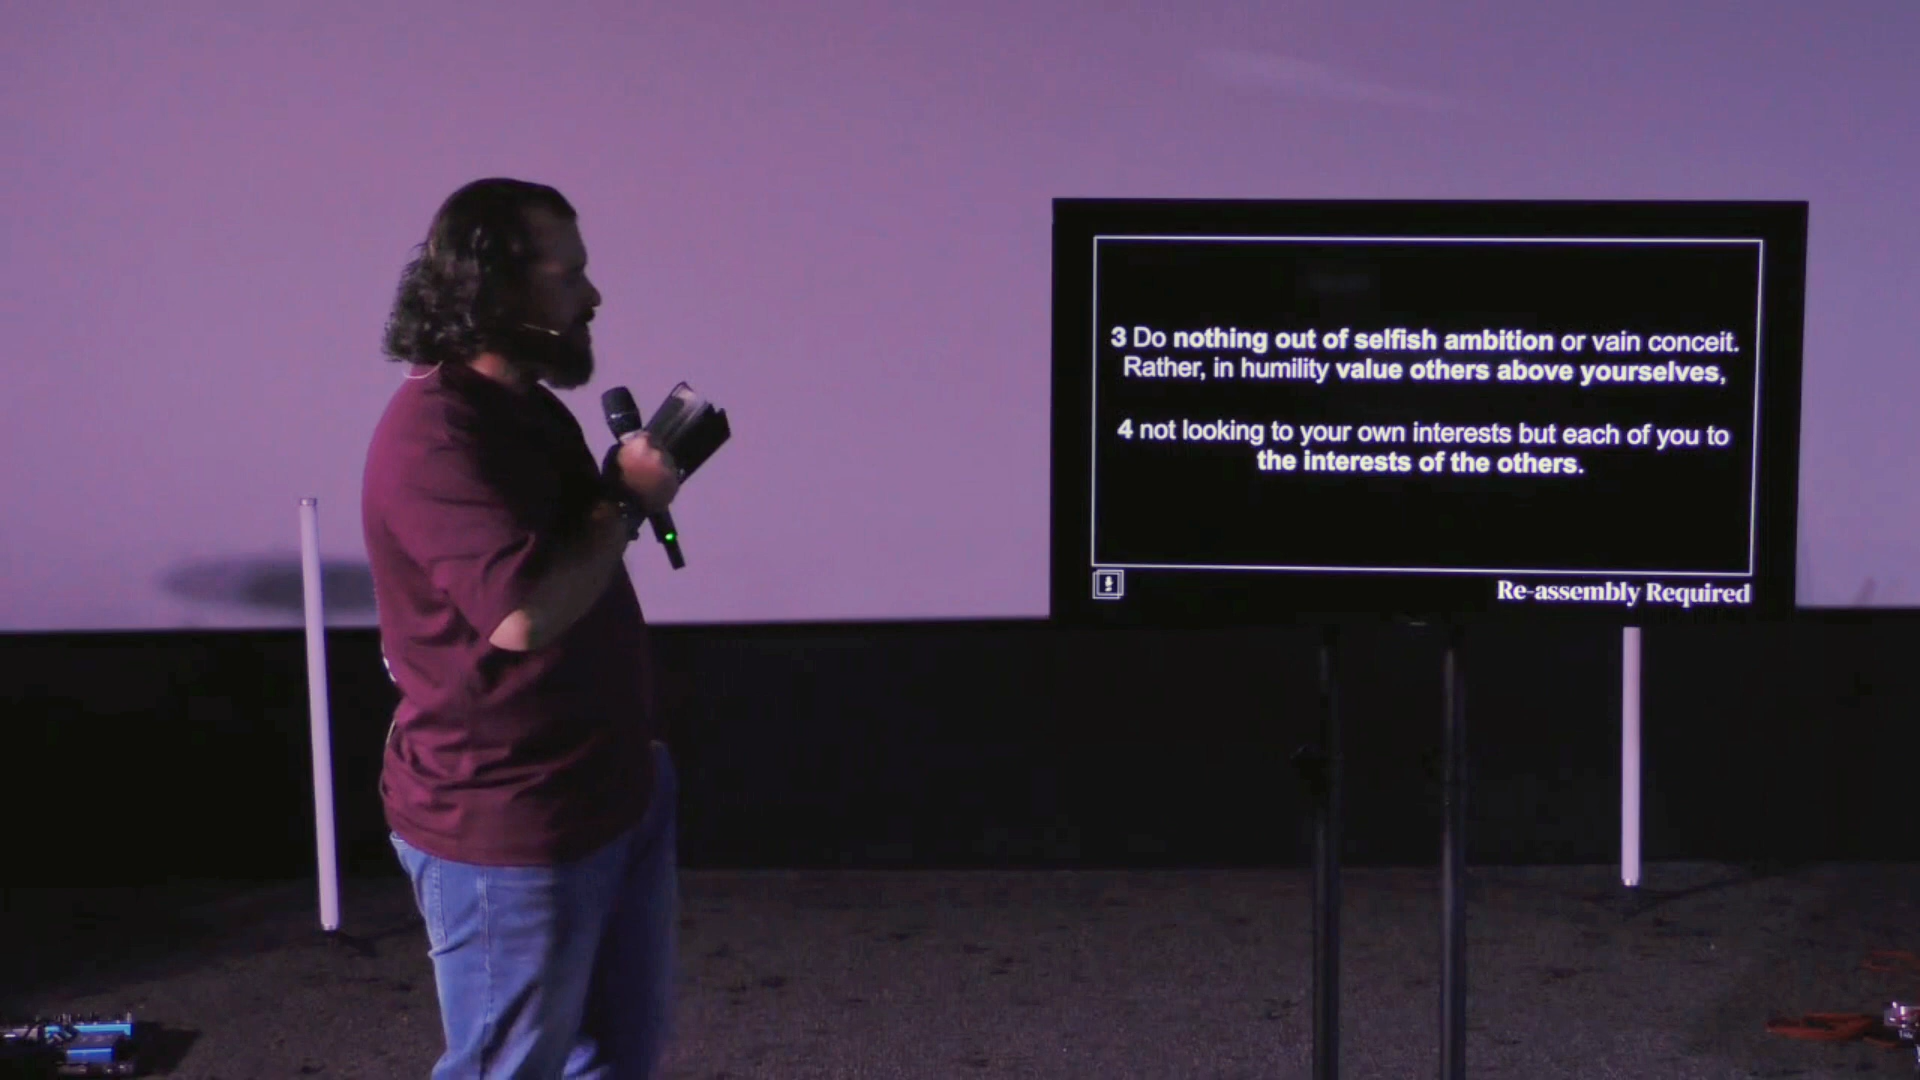 3 Do nothing out of selfish ambition or vain conceit.
Rather, in humility value others above yourselves,
4 not looking to your own interests but each of you to
the interests of the others.
Re-assembly Required